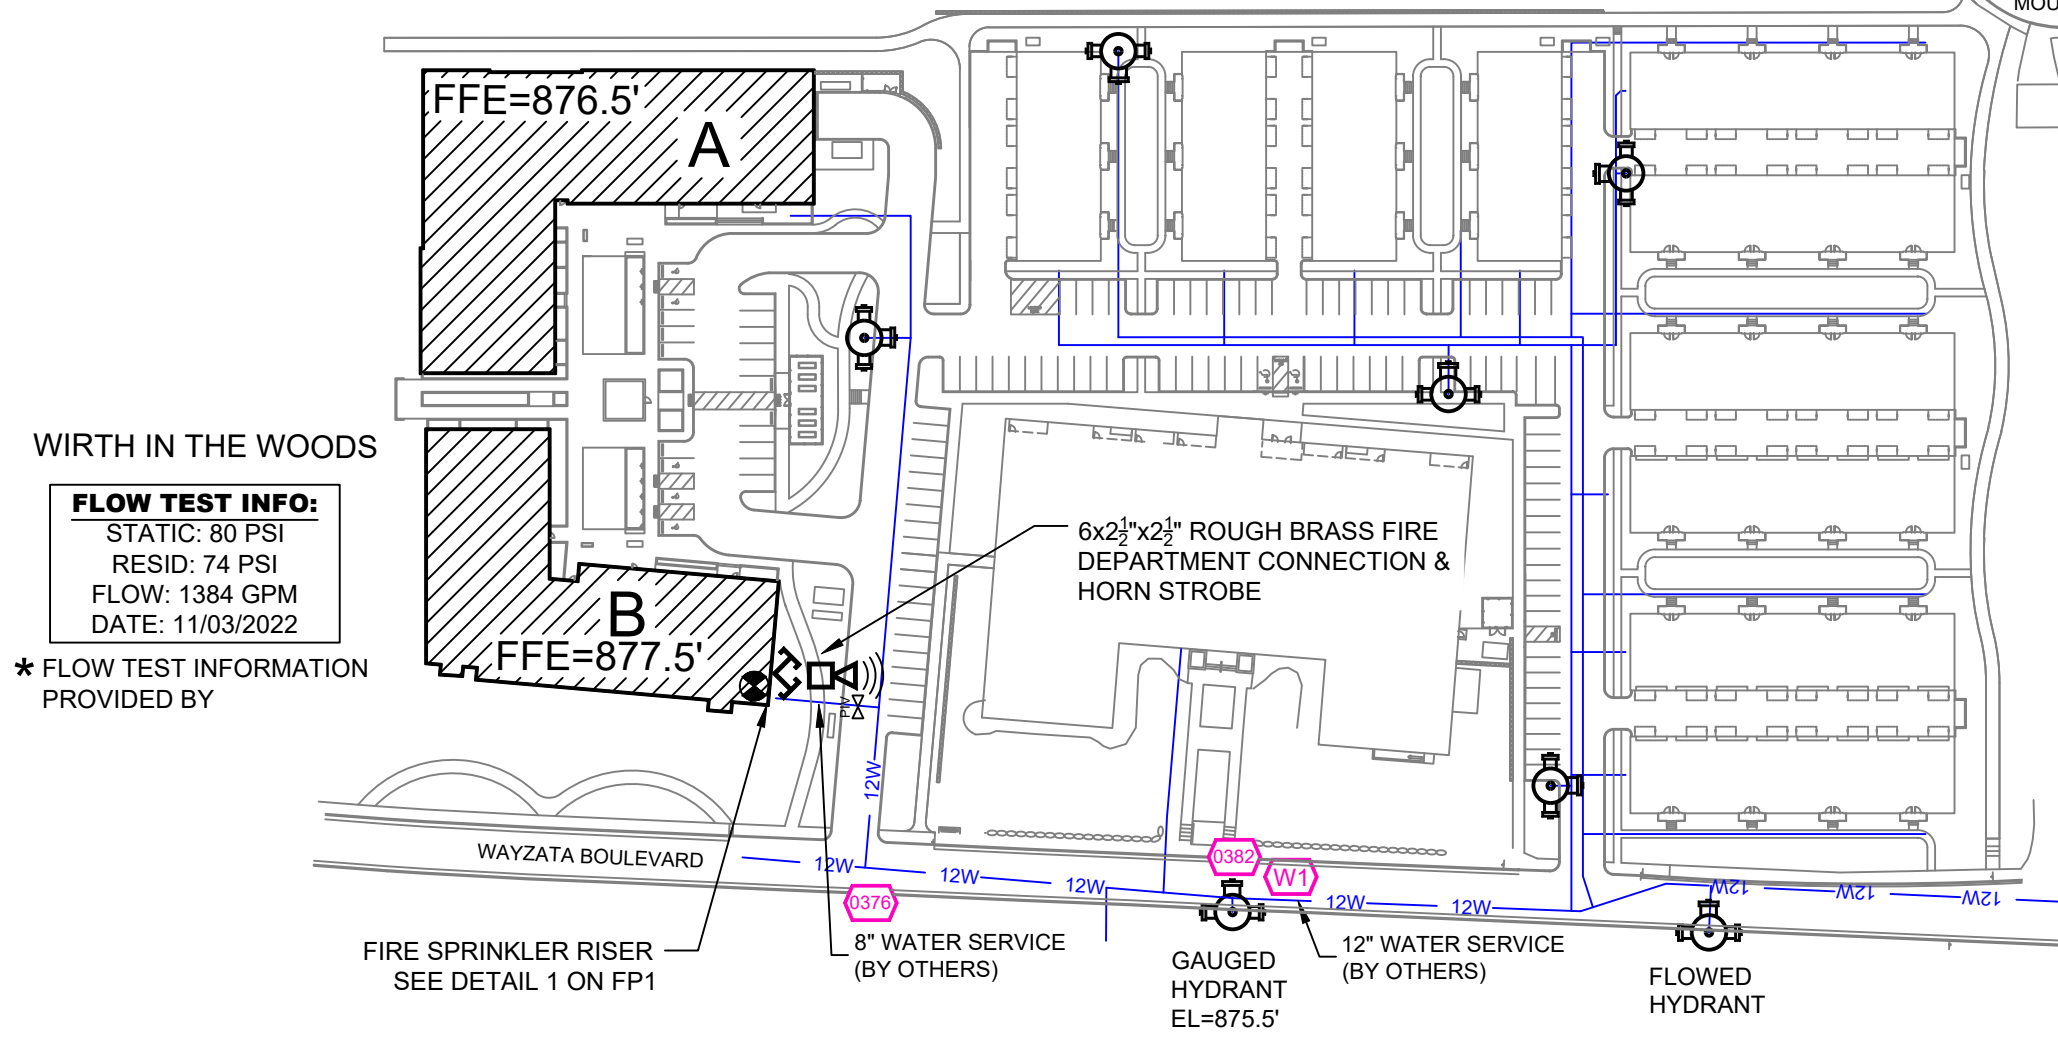 MOU
FFE=876.5'
A
WIRTH IN THE WOODS
FLOW TEST INFO:
STATIC: 80 PSI
RESID: 74 PSI
FLOW: 1384 GPM
DATE: 11/03/2022
* FLOW TEST INFORMATION
PROVIDED BY
B
FFE=877.5'
6x2½"x2½" ROUGH BRASS FIRE
DEPARTMENT CONNECTION &
HORN STROBE
PIV
12W
WAYZATA BOULEVARD
12W
12W
12W
0382
W1
0376
12W
12W
12W
12W
12W
FIRE SPRINKLER RISER
SEE DETAIL 1 ON FP1
8" WATER SERVICE
(BY OTHERS)
GAUGED
HYDRANT
EL=875.5'
12" WATER SERVICE
(BY OTHERS)
FLOWED
HYDRANT